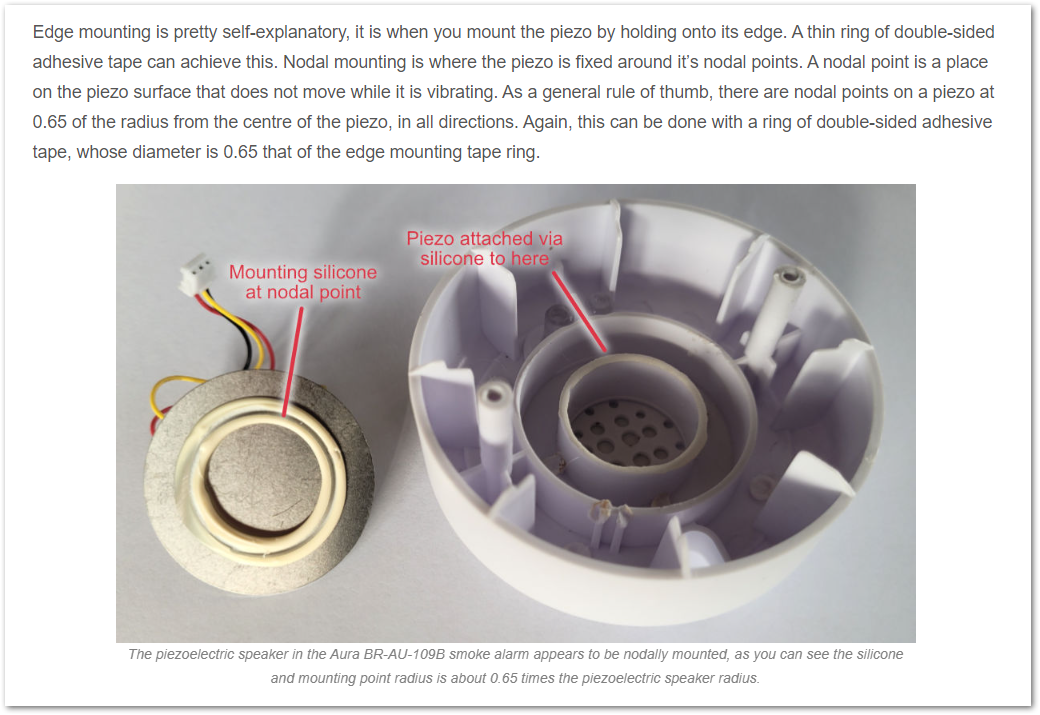 Edge mounting is pretty self-explanatory, it is when you mount the piezo by holding onto its edge. A thin ring of double-sided
adhesive tape can achieve this. Nodal mounting is where the piezo is fixed around it’s nodal points. A nodal point is a place
on the piezo surface that does not move while it is vibrating. As a general rule of thumb, there are nodal points on a piezo at
0.65 of the radius from the centre of the piezo, in all directions. Again, this can be done with a ring of double-sided adhesive
tape, whose diameter is 0.65 that of the edge mounting tape ring.
Piezo attached via
silicone to here
Mounting silicone
at nodal point
The piezoelectric speaker in the Aura BR-AU-109B smoke alarm appears to be nodally mounted, as you can see the silicone
and mounting point radius is about 0.65 times the piezoelectric speaker radius.